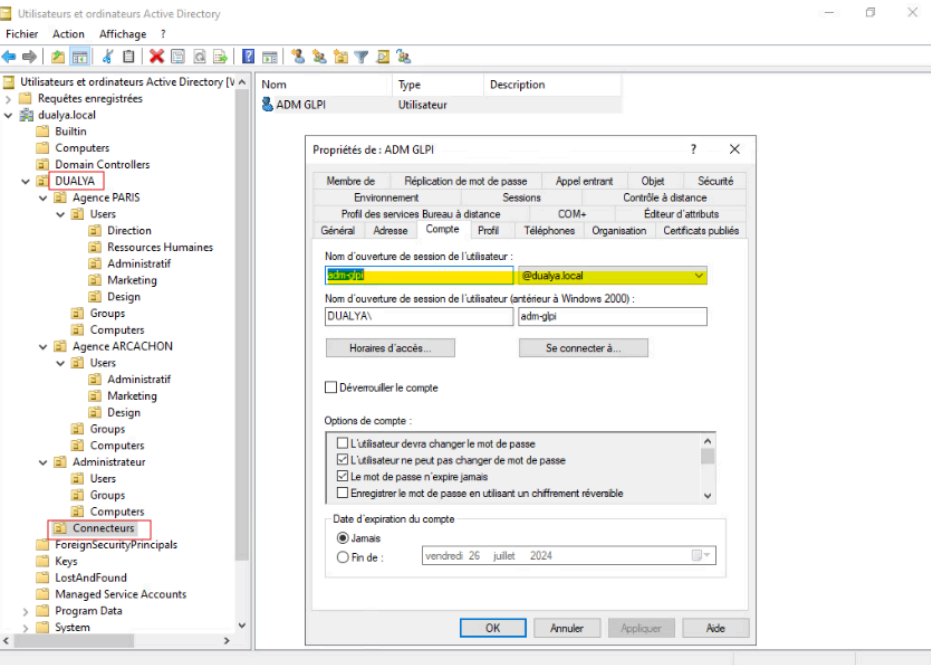 Utilisateurs et ordinateurs Active Directory
Fichier Action Affichage ?
Utilisateurs et ordinateurs Active Directory [V
Requêtes enregistrées
dualya.local
Builtin
Computers
Domain Controllers
DUALYA
Agence PARIS
Users
Direction
Ressources Humaines
Administratif
Marketing
Design
Groups
Computers
Agence ARCACHON
Users
Administratif
Marketing
Design
Groups
Computers
Administrateur
Users
Groups
Computers
Connecteurs
ForeignSecurityPrincipals
Keys
LostAndFound
Managed Service Accounts
Program Data
System
Nom Type Description
ADM GLPI Utilisateur
Propriétés de : ADM GLPI ?
Membre de Réplication de mot de passe Appel entrant Objet Sécurité
Environnement Sessions Contrôle à distance
Profil des services Bureau à distance COM+ Éditeur d'attributs
Général Adresse Compte Profil Téléphones Organisation Certificats publiés
Nom d'ouverture de session de l'utilisateur :
adm-glpi @dualya.local
Nom d'ouverture de session de l'utilisateur (antérieur à Windows 2000) :
DUALYA\ adm-glpi
Horaires d'accès... Se connecter à...
Déverrouiller le compte
Options de compte :
L'utilisateur devra changer le mot de passe
L'utilisateur ne peut pas changer de mot de passe
Le mot de passe n'expire jamais
Enregistrer le mot de passe en utilisant un chiffrement réversible
Date d'expiration du compte
Jamais
Fin de : vendredi 26 juillet 2024
OK Annuler Appliquer Aide